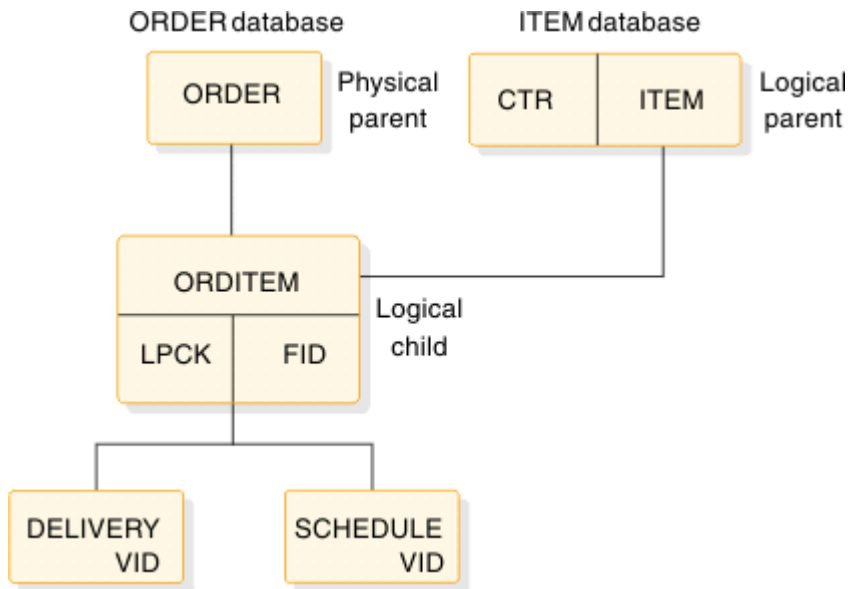 ORDER database
ITEM database
ORDER
Physical
parent
CTR
ITEM
Logical
parent
ORDITEM
LPCK
FID
Logical
child
DELIVERY
VID
SCHEDULE
VID